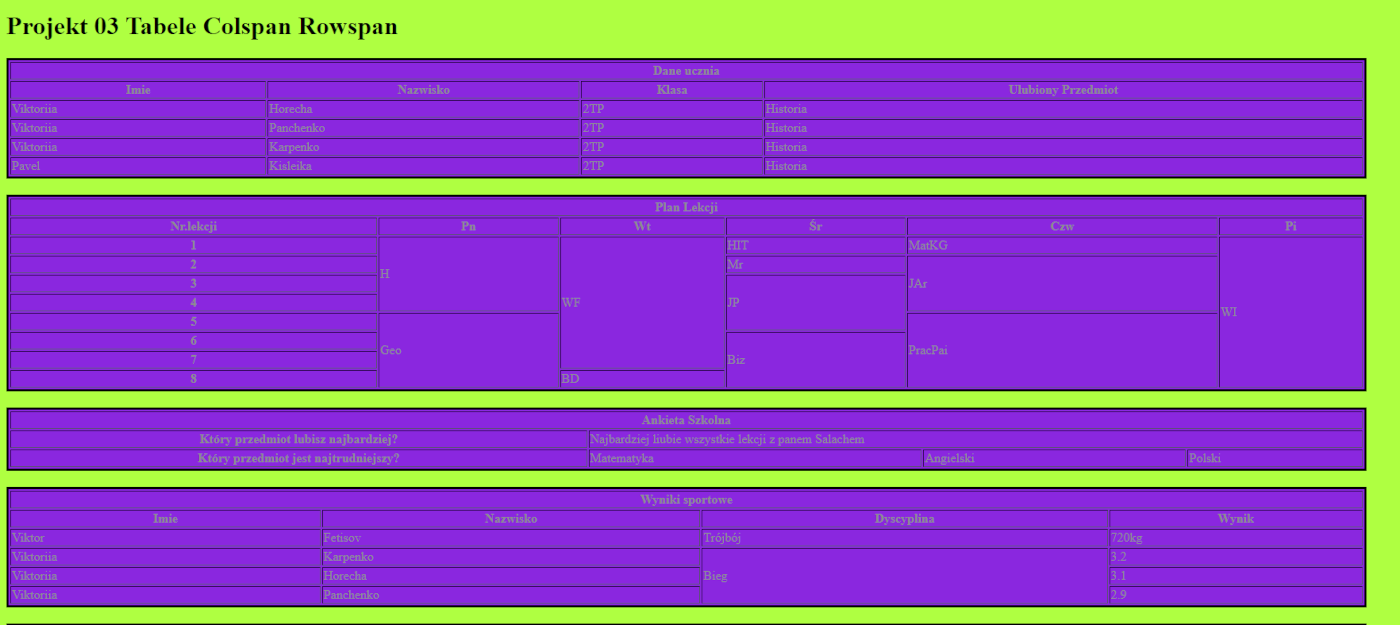 Projekt 03 Tabele Colspan Rowspan
Dane ucznia
Imie Nazwisko Klasa Ulubiony Przedmiot
Viktoriia Horecha 2TP Historia
Viktoriia Panchenko 2TP Historia
Viktoriia Karpenko 2TP Historia
Pavel Kisleika 2TP Historia
Plan Lekcji
Nr.lekcji Pn Wt Śr Czw Pi
1 HIT MatKG
2 Mr
H
3 JAr
4 WF JP
WI
5
6
Geo PracPai
7 Biz
8 BD
Ankieta Szkolna
Który przedmiot lubisz najbardziej? Najbardziej liubie wszystkie lekcji z panem Salachem
Który przedmiot jest najtrudniejszy? Matematyka Angielski Polski
Wyniki sportowe
Imie Nazwisko Dyscyplina Wynik
Viktor Fetisov Trójbój 720kg
Viktoriia Karpenko 3.2
Viktoriia Horecha Bieg 3.1
Viktoriia Panchenko 2.9